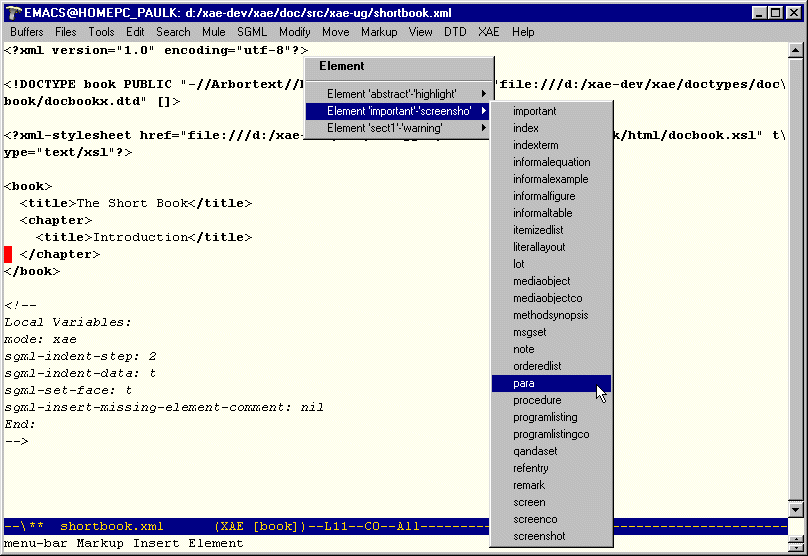 EMACS@HOMEPC_PAULK: d:/xae-dev/xae/doc/src/xae-ug/shortbook.xml
Buffers Files Tools Edit Search Mule Modify Move Markup View DTD XAE Help
<?xml version="1.0" encoding="utf-8"?>
<!DOCTYPE book PUBLIC "-//Arbortext// "file:///d:/xae-dev/xae/doctypes/doc\
book/docbookx.dtd" []>
<?xml-stylesheet href="file:///d:/xae- k/html/docbook.xsl" t\
ype="text/xsl"?>
<book>
  <title>The Short Book</title>
  <chapter>
    <title>Introduction</title>
  </chapter>
</book>
<!--
Local Variables:
mode: xae
sgml-indent-step: 2
sgml-indent-data: t
sgml-set-face: t
sgml-insert-missing-element-comment: nil
End:
-->
Element
Element 'abstract'-'highlight'
Element 'important'-'screensho'
Element 'sect1'-'warning'
important
index
indexterm
informalequation
informalexample
informalfigure
informaltable
itemizedlist
literallayout
lot
mediaobject
mediaobjectco
methodsynopsis
msgset
note
orderedlist
para
procedure
programlisting
programlistingco
qandaset
refentry
remark
screen
screenco
screenshot
--\** shortbook.xml (XAE [book])--L11--C0--All----------
menu-bar Markup Insert Element